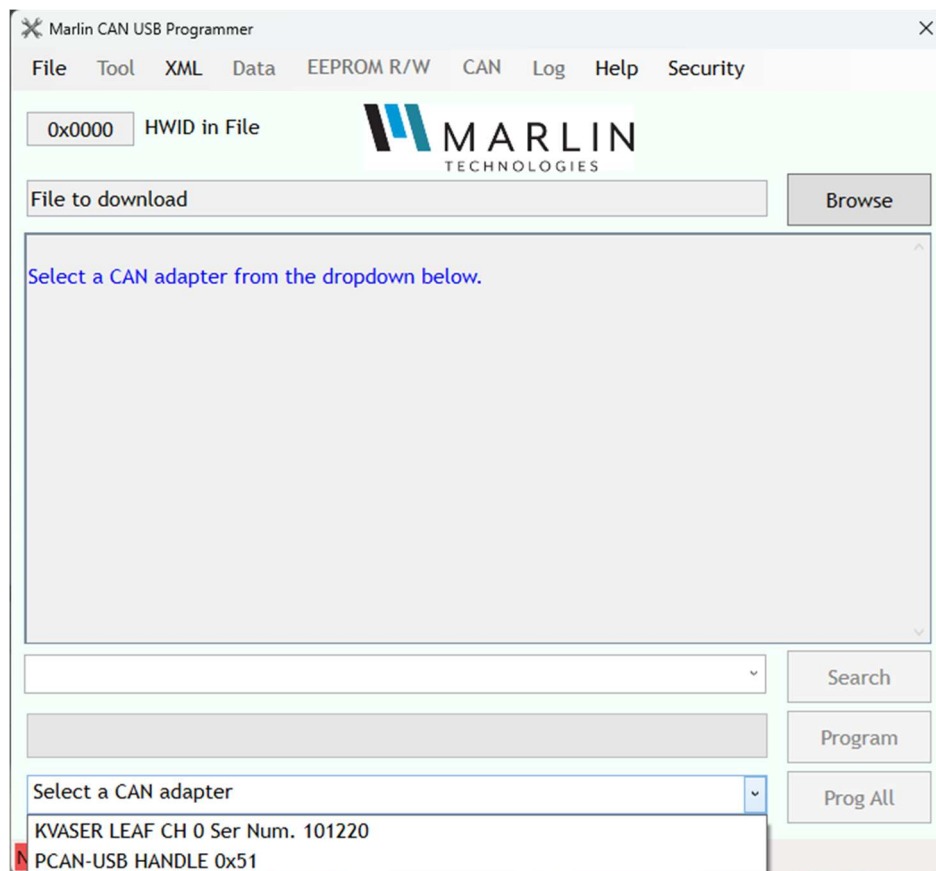 Marlin CAN USB Programmer
File Tool XML Data EEPROM R/W CAN Log Help Security
0x0000 HWID in File
MARLIN
TECHNOLOGIES
File to download Browse
Select a CAN adapter from the dropdown below.
Search
Program
Select a CAN adapter Prog All
KVASER LEAF CH 0 Ser Num. 101220
N PCAN-USB HANDLE 0x51